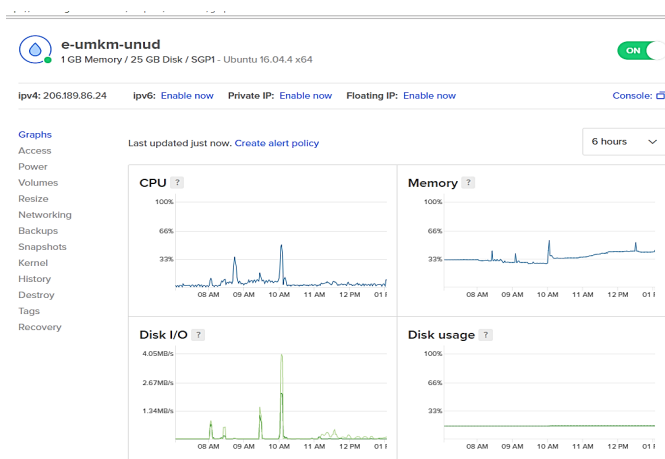 e-umkm-unud
1 GB Memory / 25 GB Disk / SGP1 - Ubuntu 16.04.4 x64
ON
ipv4: 206.189.86.24 ipv6: Enable now Private IP: Enable now Floating IP: Enable now Console:
Graphs
Access
Power
Volumes
Resize
Networking
Backups
Snapshots
Kernel
History
Destroy
Tags
Recovery
Last updated just now. Create alert policy
6 hours
CPU ?
100%
66%
33%
08 AM 09 AM 10 AM 11 AM 12 PM 01
Memory ?
100%
66%
33%
08 AM 09 AM 10 AM 11 AM 12 PM 01
Disk I/O ?
4.05MB/s
2.67MB/s
1.34MB/s
08 AM 09 AM 10 AM 11 AM 12 PM 01
Disk usage ?
100%
66%
33%
08 AM 09 AM 10 AM 11 AM 12 PM 01